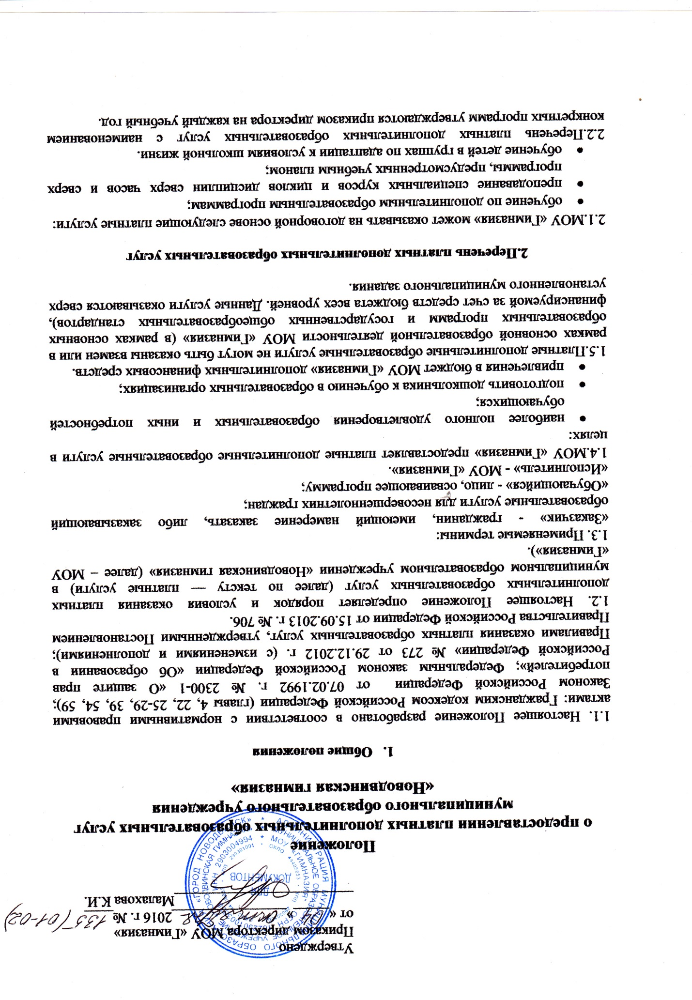 Утверждено
Приказом директора МОУ «Гимназия»
от « » 2016 г. № 135 (01-02)
Малахова К.И.
Положение
о предоставлении платных дополнительных образовательных услуг
муниципального образовательного учреждения
«Новодвинская гимназия»
1. Общие положения
1.1. Настоящее Положение разработано в соответствии с нормативными правовыми
актами: Гражданским кодексом Российской Федерации (главы 4, 22, 25-29, 39, 54, 59);
Законом Российской Федерации от 07.02.1992 г. № 2300-1 «О защите прав
потребителей»; Федеральным законом Российской Федерации «Об образовании в
Российской Федерации» № 273 от 29.12.2012 г. (с изменениями и дополнениями);
Правилами оказания платных образовательных услуг, утвержденными Постановлением
Правительства Российской Федерации от 15.09.2013 г. № 706.
1.2. Настоящее Положение определяет порядок и условия оказания платных
дополнительных образовательных услуг (далее по тексту — платные услуги) в
муниципальном образовательном учреждении «Новодвинская гимназия» (далее – МОУ
«Гимназия»).
1.3. Применяемые термины:
«Заказчик» - гражданин, имеющий намерение заказать, либо заказывающий
образовательные услуги для несовершеннолетних граждан;
«Обучающийся» - лицо, осваивающее программу;
«Исполнитель» - МОУ «Гимназия».
1.4.МОУ «Гимназия» предоставляет платные дополнительные образовательные услуги в
целях:
• наиболее полного удовлетворения образовательных и иных потребностей
обучающихся;
• подготовить дошкольника к обучению в образовательных организациях;
• привлечения в бюджет МОУ «Гимназия» дополнительных финансовых средств.
1.5.Платные дополнительные образовательные услуги не могут быть оказаны взамен или в
рамках основной образовательной деятельности МОУ «Гимназия» (в рамках основных
образовательных программ и государственных общеобразовательных стандартов),
финансируемой за счет средств бюджета всех уровней. Данные услуги оказываются сверх
установленного муниципального задания.
2.Перечень платных дополнительных образовательных услуг
2.1.МОУ «Гимназия» может оказывать на договорной основе следующие платные услуги:
• обучение по дополнительным образовательным программам;
• преподавание специальных курсов и циклов дисциплин сверх часов и сверх
программы, предусмотренных учебным планом;
• обучение детей в группах по адаптации к условиям школьной жизни.
2.2.Перечень платных дополнительных образовательных услуг с наименованием
конкретных программ утверждаются приказом директора на каждый учебный год.
АДМИНИСТРАЦИЯ МУНИЦИПАЛЬНОГО ОБРАЗОВАНИЯ «ГОРОД НОВОДВИНСК»
МУНИЦИПАЛЬНОЕ ОБРАЗОВАТЕЛЬНОЕ УЧРЕЖДЕНИЕ «НОВОДВИНСКАЯ ГИМНАЗИЯ»
МОУ "ГИМНАЗИЯ" ИНН 2903004994
ОКПО 44408653 КПП 290301001
ДЛЯ
ДОКУМЕНТОВ